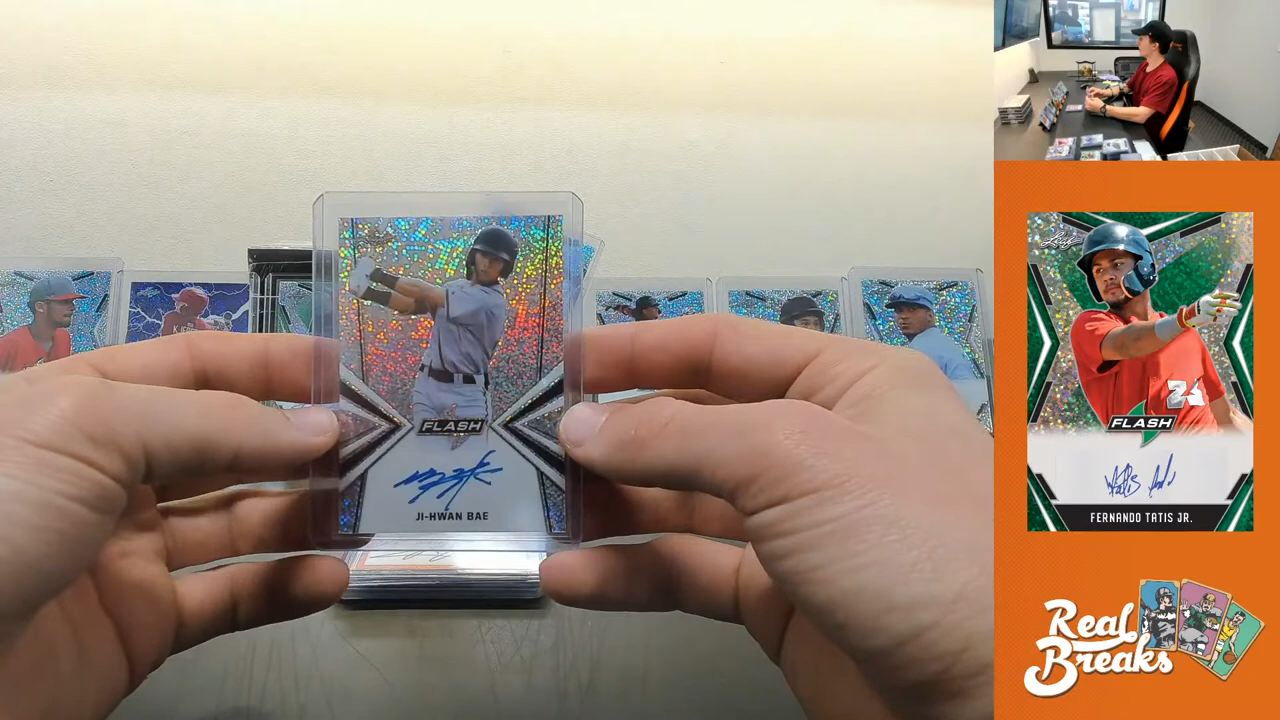 FLASH
JI-HWAN BAE
Leaf
24
FLASH
FERNANDO TATIS JR.
Real
Breaks